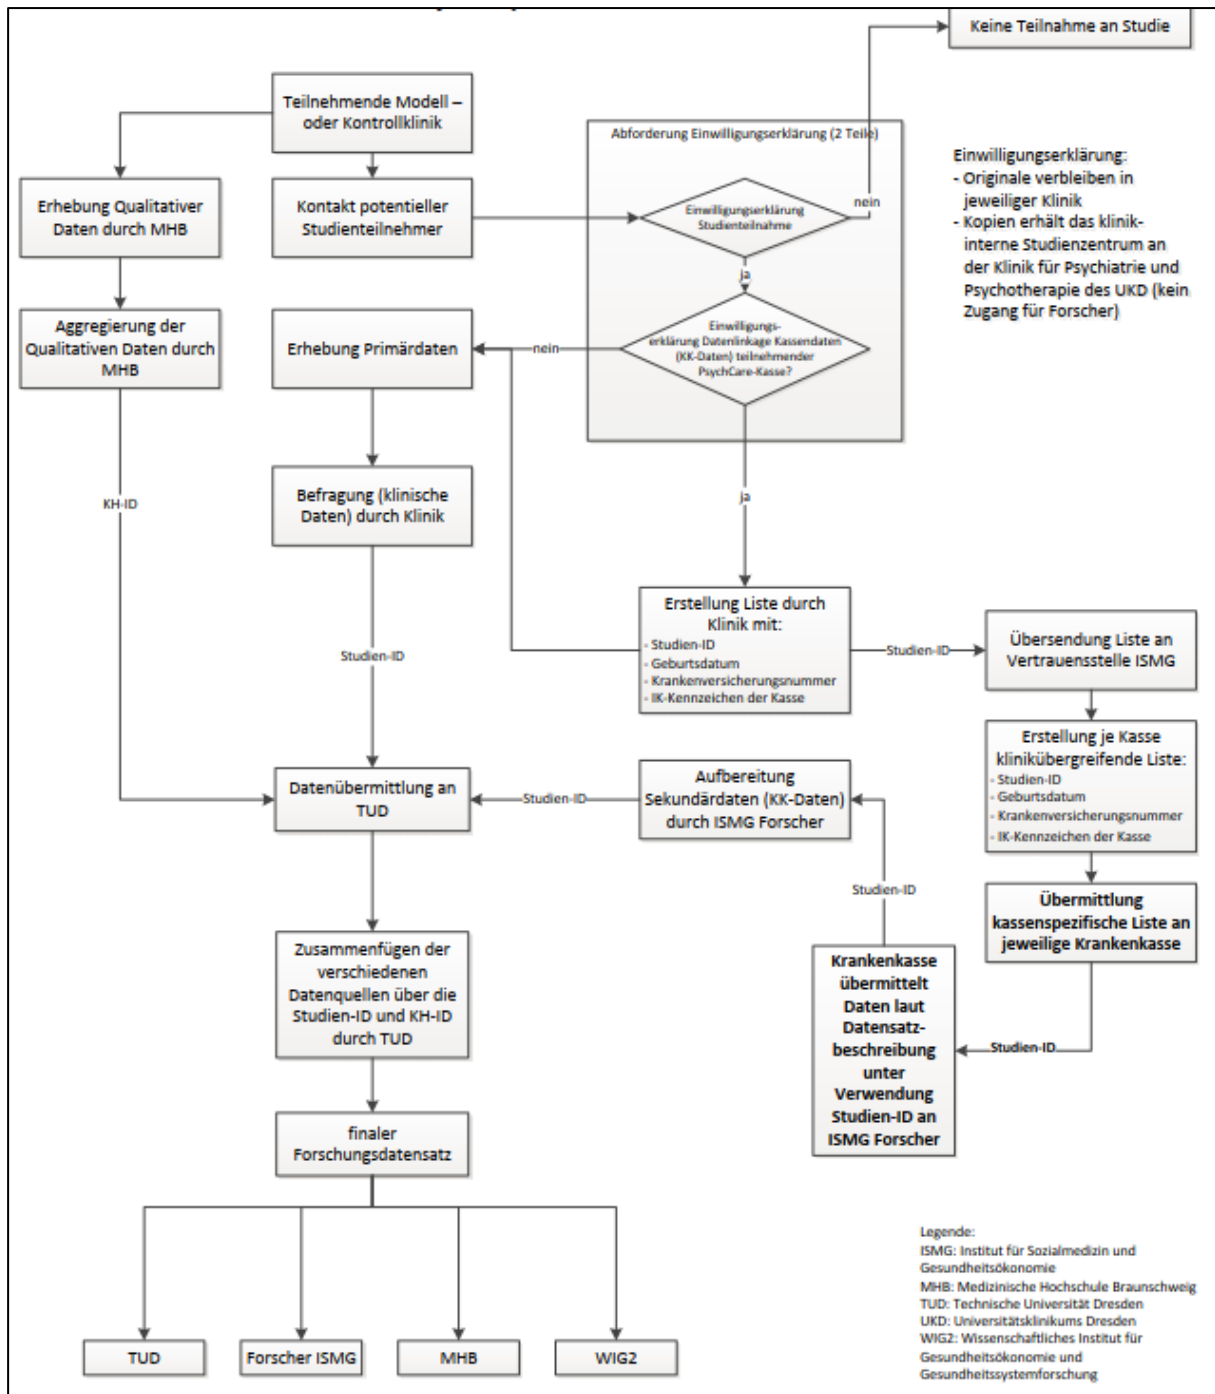 Keine Teilnahme an Studie
Teilnehmende Modell –
oder Kontrollklinik
Abforderung Einwilligungserklärung (2 Teile)
Einwilligungserklärung:
- Originale verbleiben in
jeweiliger Klinik
- Kopien erhält das klinik-
interne Studienzentrum an
der Klinik für Psychiatrie und
Psychotherapie des UKD (kein
Zugang für Forscher)
Erhebung Qualitativer
Daten durch MHB
Kontakt potentieller
Studienteilnehmer
Einwilligungserklärung
Studienteilnahme
nein
ja
Aggregierung der
Qualitativen Daten durch
MHB
Erhebung Primärdaten
nein
Einwilligungs-
erklärung Datenlinkage Kassendaten
(KK-Daten) teilnehmender
PsychCare-Kasse?
KH-ID
Befragung (klinische
Daten) durch Klinik
ja
Studien-ID
Erstellung Liste durch
Klinik mit:
- Studien-ID
- Geburtsdatum
- Krankenversicherungsnummer
- IK-Kennzeichen der Kasse
Studien-ID
Übersendung Liste an
Vertrauensstelle ISMG
Erstellung je Kasse
klinikübergreifende Liste:
- Studien-ID
- Geburtsdatum
- Krankenversicherungsnummer
- IK-Kennzeichen der Kasse
Datenübermittlung an
TUD
Studien-ID
Aufbereitung
Sekundärdaten (KK-Daten)
durch ISMG Forscher
Studien-ID
Übermittlung
kassenspezifische Liste an
jeweilige Krankenkasse
Zusammenfügen der
verschiedenen
Datenquellen über die
Studien-ID und KH-ID
durch TUD
Krankenkasse
übermittelt
Daten laut
Datensatz-
beschreibung
unter
Verwendung
Studien-ID an
ISMG Forscher
Studien-ID
finaler
Forschungsdatensatz
TUD
Forscher ISMG
MHB
WIG2
Legende:
ISMG: Institut für Sozialmedizin und
Gesundheitsökonomie
MHB: Medizinische Hochschule Braunschweig
TUD: Technische Universität Dresden
UKD: Universitätsklinikums Dresden
WIG2: Wissenschaftliches Institut für
Gesundheitsökonomie und
Gesundheitssystemforschung